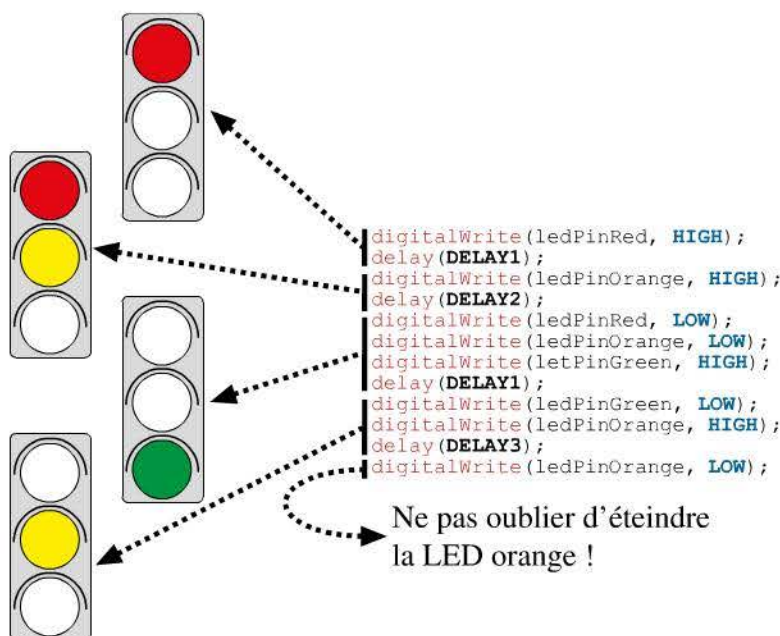 digitalWrite(ledPinRed, HIGH);
delay(DELAY1);
digitalWrite(ledPinOrange, HIGH);
delay(DELAY2);
digitalWrite(ledPinRed, LOW);
digitalWrite(ledPinOrange, LOW);
digitalWrite(letPinGreen, HIGH);
delay(DELAY1);
digitalWrite(ledPinGreen, LOW);
digitalWrite(ledPinOrange, HIGH);
delay(DELAY3);
digitalWrite(ledPinOrange, LOW);
Ne pas oublier d’éteindre
la LED orange !